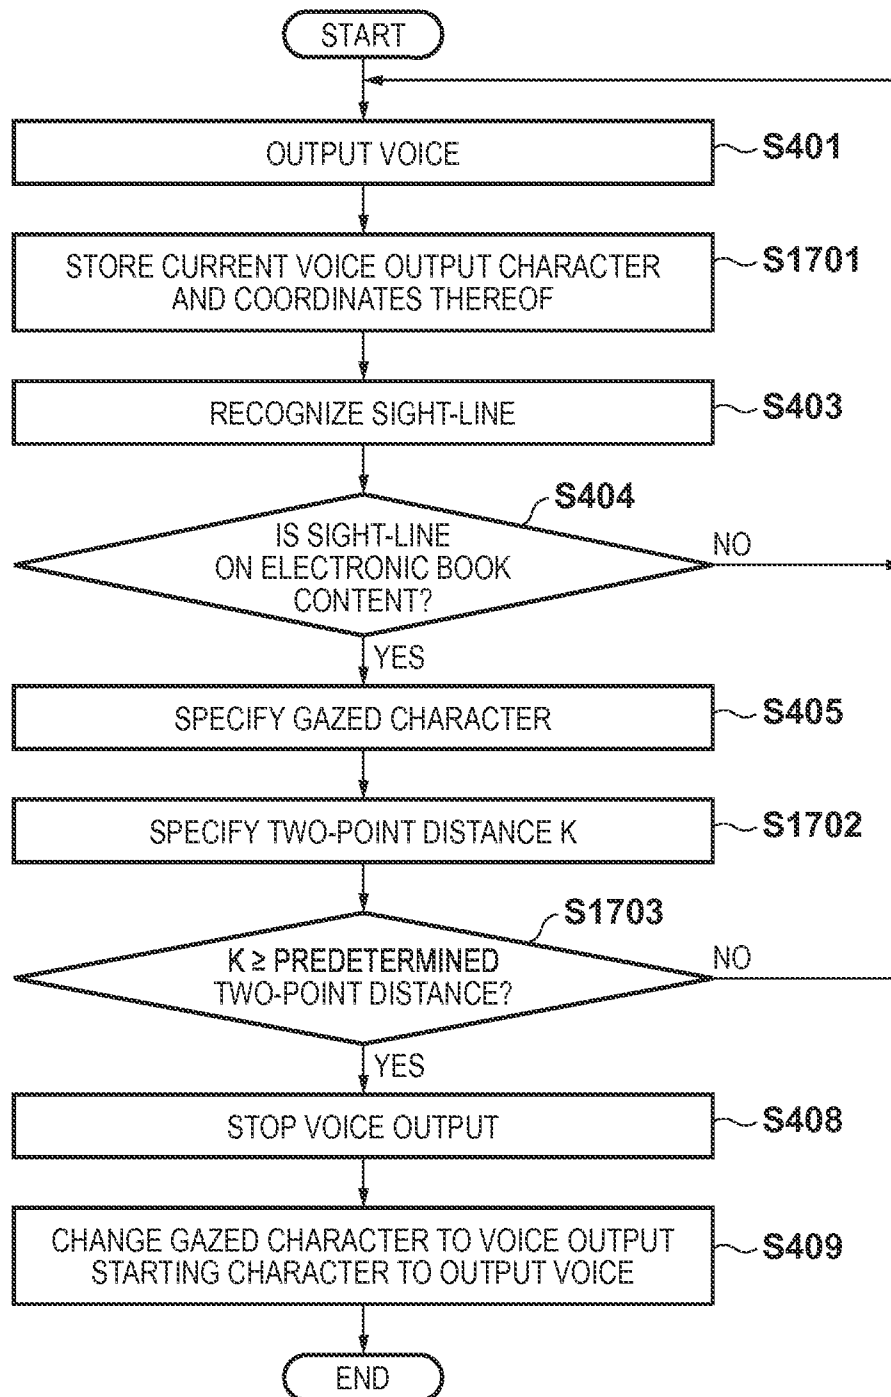 START
OUTPUT VOICE
S401
STORE CURRENT VOICE OUTPUT CHARACTER
AND COORDINATES THEREOF
S1701
RECOGNIZE SIGHT-LINE
S403
S404
IS SIGHT-LINE
ON ELECTRONIC BOOK
CONTENT?
NO
YES
SPECIFY GAZED CHARACTER
S405
SPECIFY TWO-POINT DISTANCE K
S1702
S1703
K ≥ PREDETERMINED
TWO-POINT DISTANCE?
NO
YES
STOP VOICE OUTPUT
S408
CHANGE GAZED CHARACTER TO VOICE OUTPUT
STARTING CHARACTER TO OUTPUT VOICE
S409
END